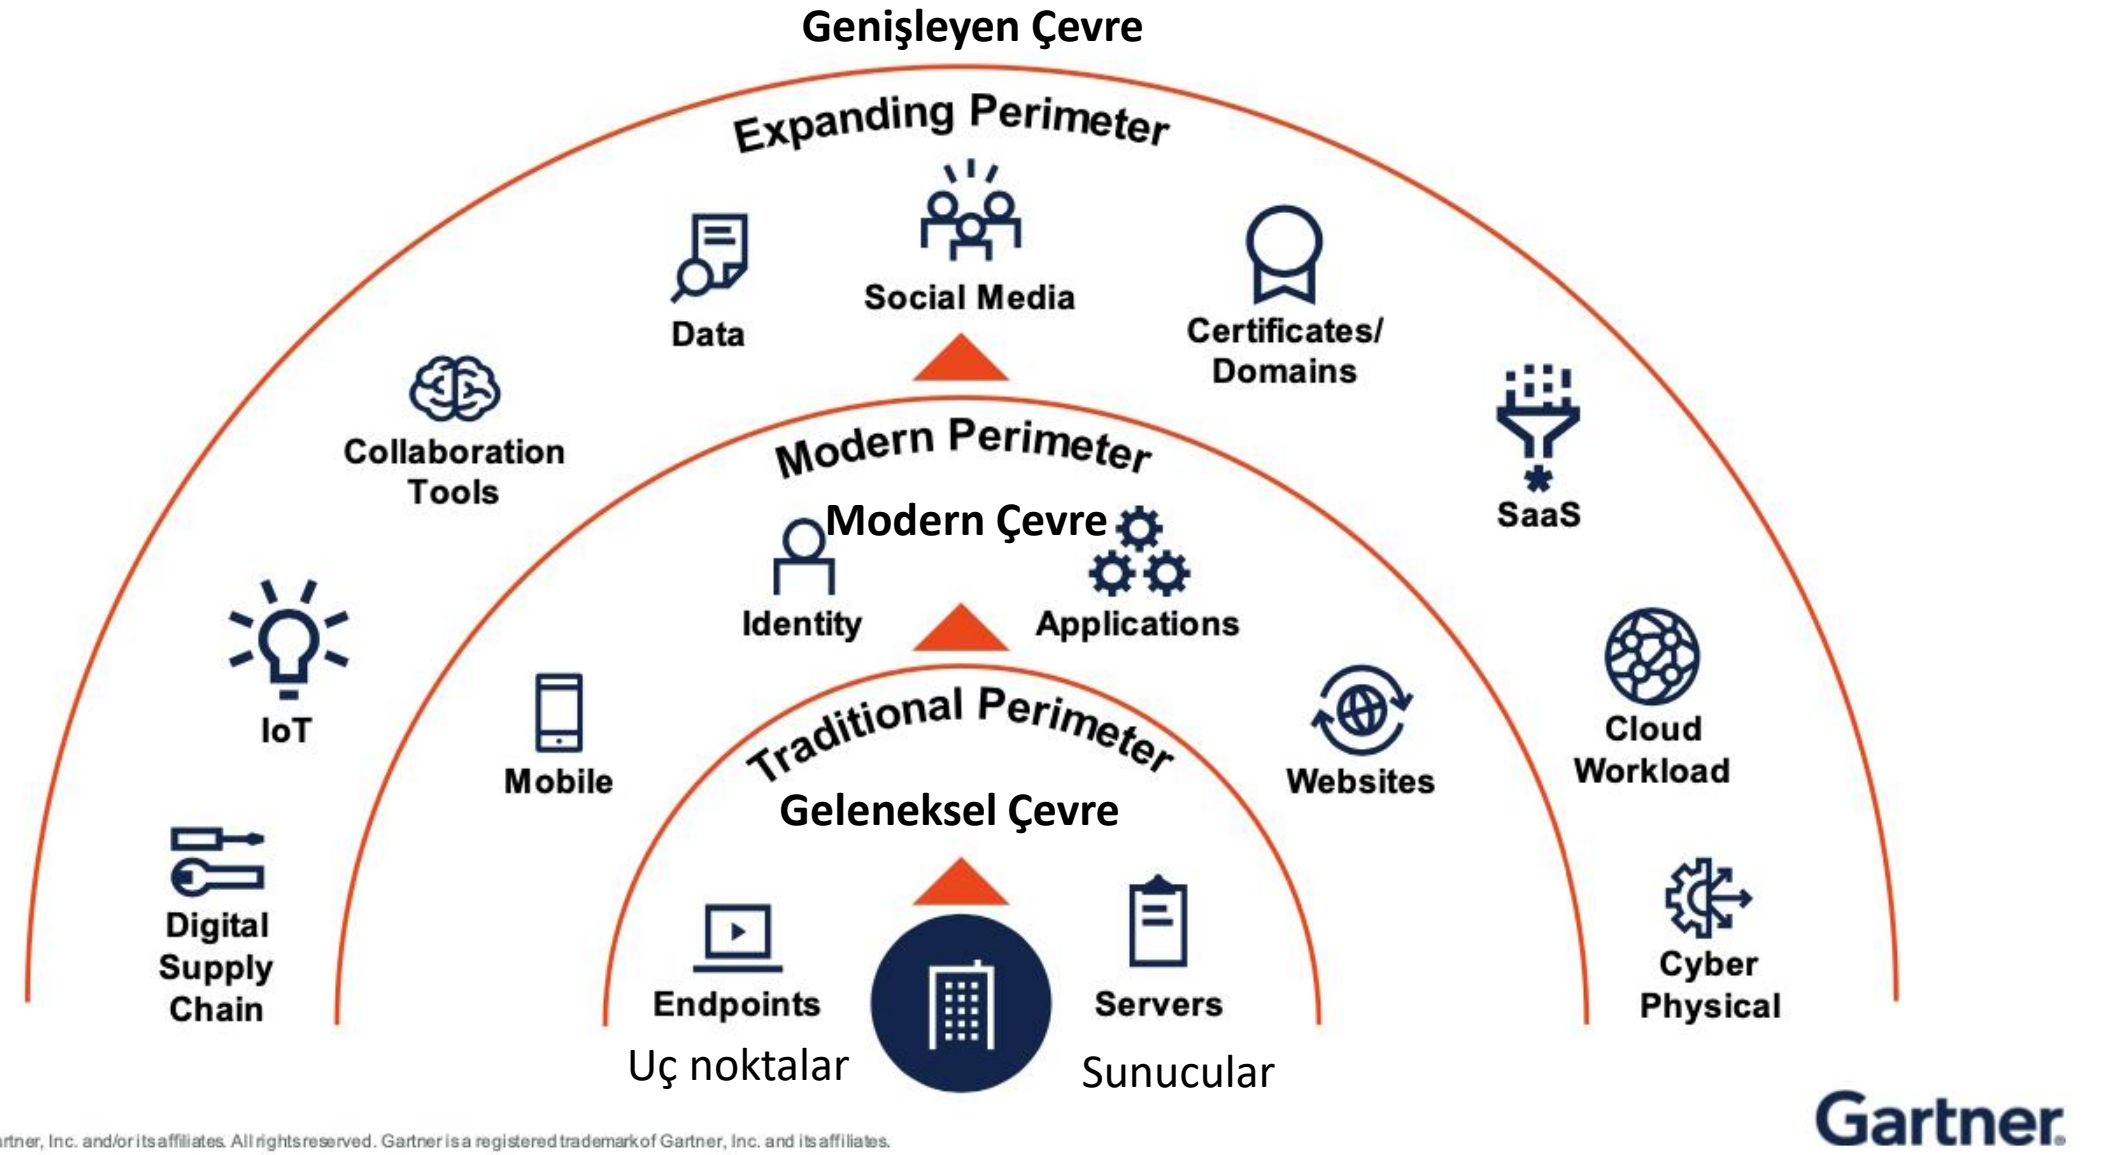 Genişleyen Çevre
Expanding Perimeter
Social Media
Data
Certificates/
Domains
Collaboration
Tools
SaaS
Modern Perimeter
Modern Çevre
Identity
Applications
IoT
Cloud
Workload
Mobile
Websites
Traditional Perimeter
Geleneksel Çevre
Digital
Supply
Chain
Cyber
Physical
Endpoints
Servers
Uç noktalar
Sunucular
Gartner
Inc. and/or its affiliates. All rights reserved. Gartner is a registered trademark of Gartner, Inc. and its affiliates.